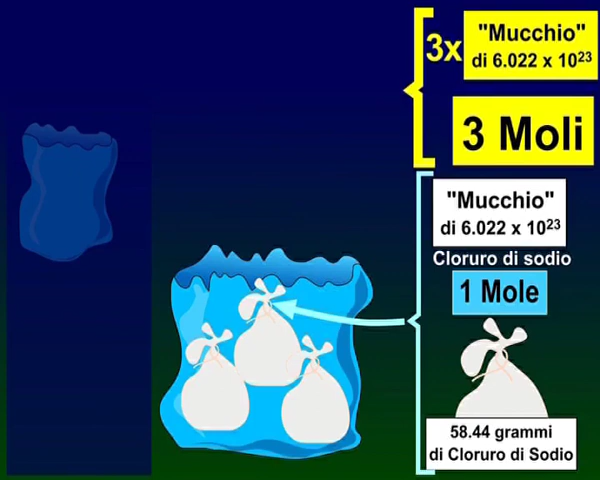 3x
"Mucchio"
di 6.022 x 10²³
3 Moli
"Mucchio"
di 6.022 x 10²³
Cloruro di sodio
1 Mole
58.44 grammi
di Cloruro di Sodio